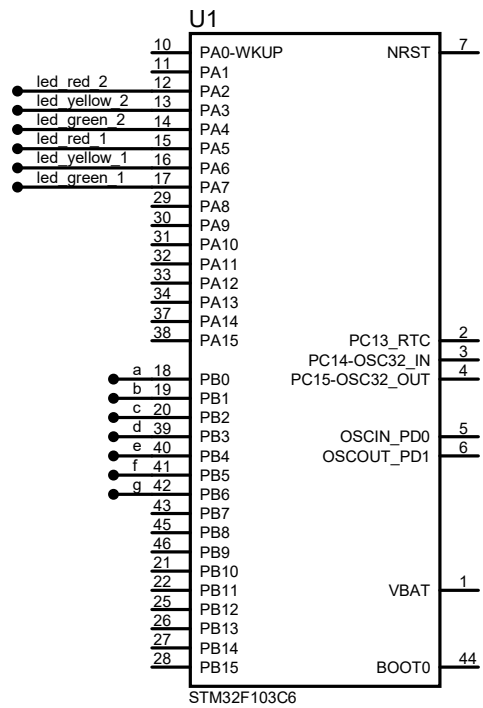 U1
10 PA0-WKUP NRST 7
11 PA1
led_red_2 12 PA2
led_yellow_2 13 PA3
led_green_2 14 PA4
led_red_1 15 PA5
led_yellow_1 16 PA6
led_green_1 17 PA7
29 PA8
30 PA9
31 PA10
32 PA11
33 PA12
34 PA13
37 PA14
38 PA15 PC13_RTC 2
PC14-OSC32_IN 3
a 18 PB0 PC15-OSC32_OUT 4
b 19 PB1
c 20 PB2
d 39 PB3 OSCIN_PD0 5
e 40 PB4 OSCOUT_PD1 6
f 41 PB5
g 42 PB6
43 PB7
45 PB8
46 PB9
21 PB10
22 PB11 VBAT 1
25 PB12
26 PB13
27 PB14
28 PB15 BOOT0 44
STM32F103C6